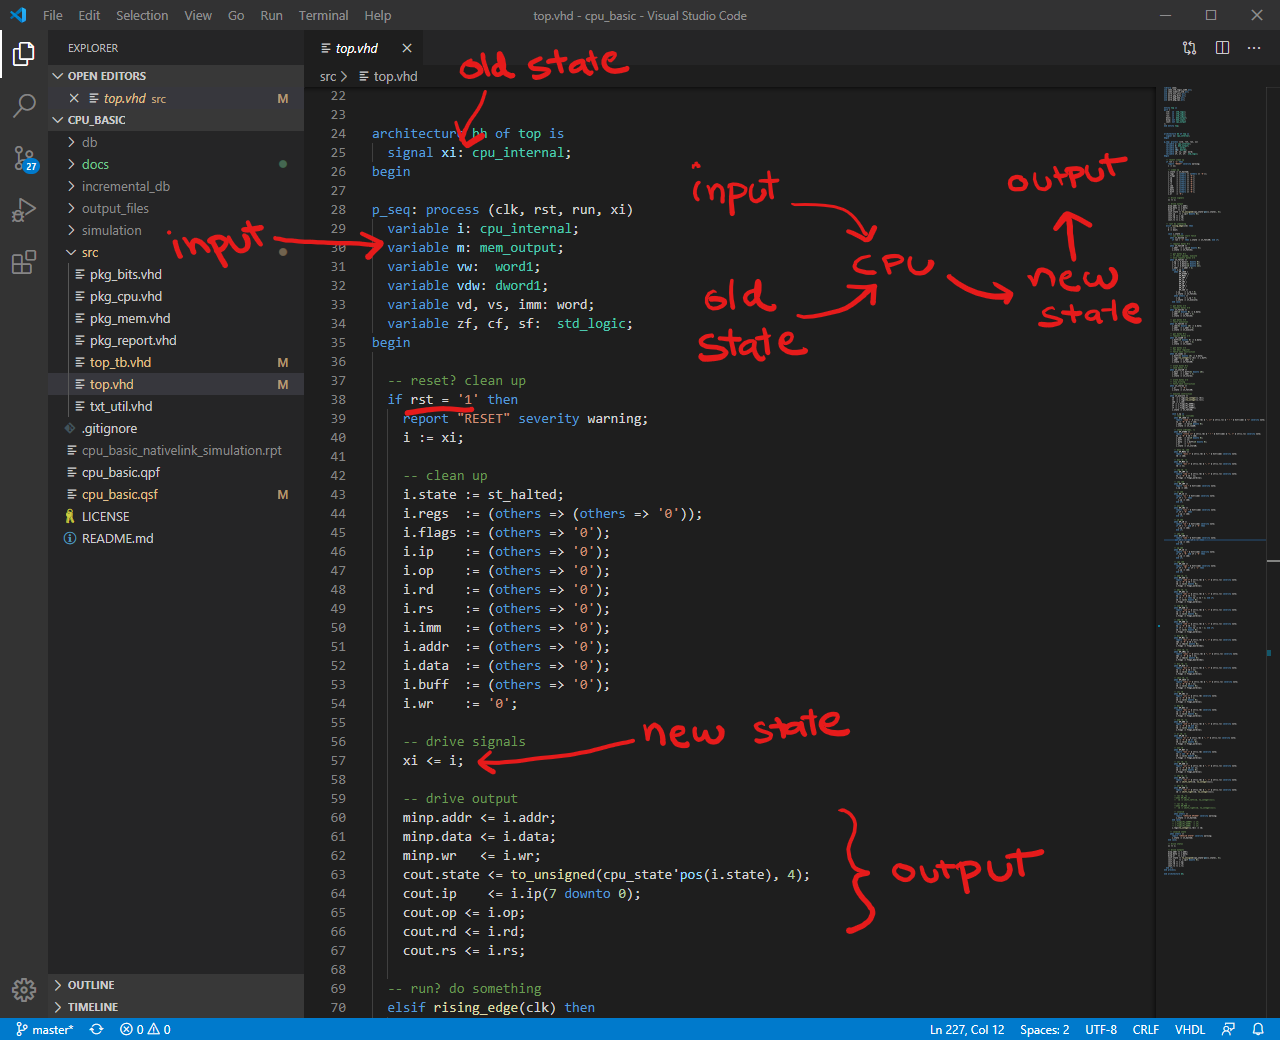 File Edit Selection View Go Run Terminal Help top.vhd - cpu_basic - Visual Studio Code
EXPLORER
OPEN EDITORS
top.vhd src M
CPU_BASIC
db
docs
incremental_db
output_files
simulation
src
pkg_bits.vhd
pkg_cpu.vhd
pkg_mem.vhd
pkg_report.vhd
top_tb.vhd M
top.vhd M
txt_util.vhd
.gitignore
cpu_basic_nativelink_simulation.rpt
cpu_basic.qpf
cpu_basic.qsf M
LICENSE
README.md
OUTLINE
TIMELINE
27
top.vhd
src > top.vhd
old state
22
23
24 architecture bh of top is
25 signal xi: cpu_internal;
26 begin
27
28 p_seq: process (clk, rst, run, xi)
29 variable i: cpu_internal;
30 variable m: mem_output;
31 variable vw: word1;
32 variable vdw: dword1;
33 variable vd, vs, imm: word;
34 variable zf, cf, sf: std_logic;
35 begin
36
37 -- reset? clean up
38 if rst = '1' then
39 report "RESET" severity warning;
40 i := xi;
41
42 -- clean up
43 i.state := st_halted;
44 i.regs := (others => (others => '0'));
45 i.flags := (others => '0');
46 i.ip := (others => '0');
47 i.op := (others => '0');
48 i.rd := (others => '0');
49 i.rs := (others => '0');
50 i.imm := (others => '0');
51 i.addr := (others => '0');
52 i.data := (others => '0');
53 i.buff := (others => '0');
54 i.wr := '0';
55
56 -- drive signals
57 xi <= i;
58
59 -- drive output
60 minp.addr <= i.addr;
61 minp.data <= i.data;
62 minp.wr <= i.wr;
63 cout.state <= to_unsigned(cpu_state'pos(i.state), 4);
64 cout.ip <= i.ip(7 downto 0);
65 cout.op <= i.op;
66 cout.rd <= i.rd;
67 cout.rs <= i.rs;
68
69 -- run? do something
70 elsif rising_edge(clk) then
input
input
old
state
CPU
new
state
output
new state
output
master* 0 0 Ln 227, Col 12 Spaces: 2 UTF-8 CRLF VHDL